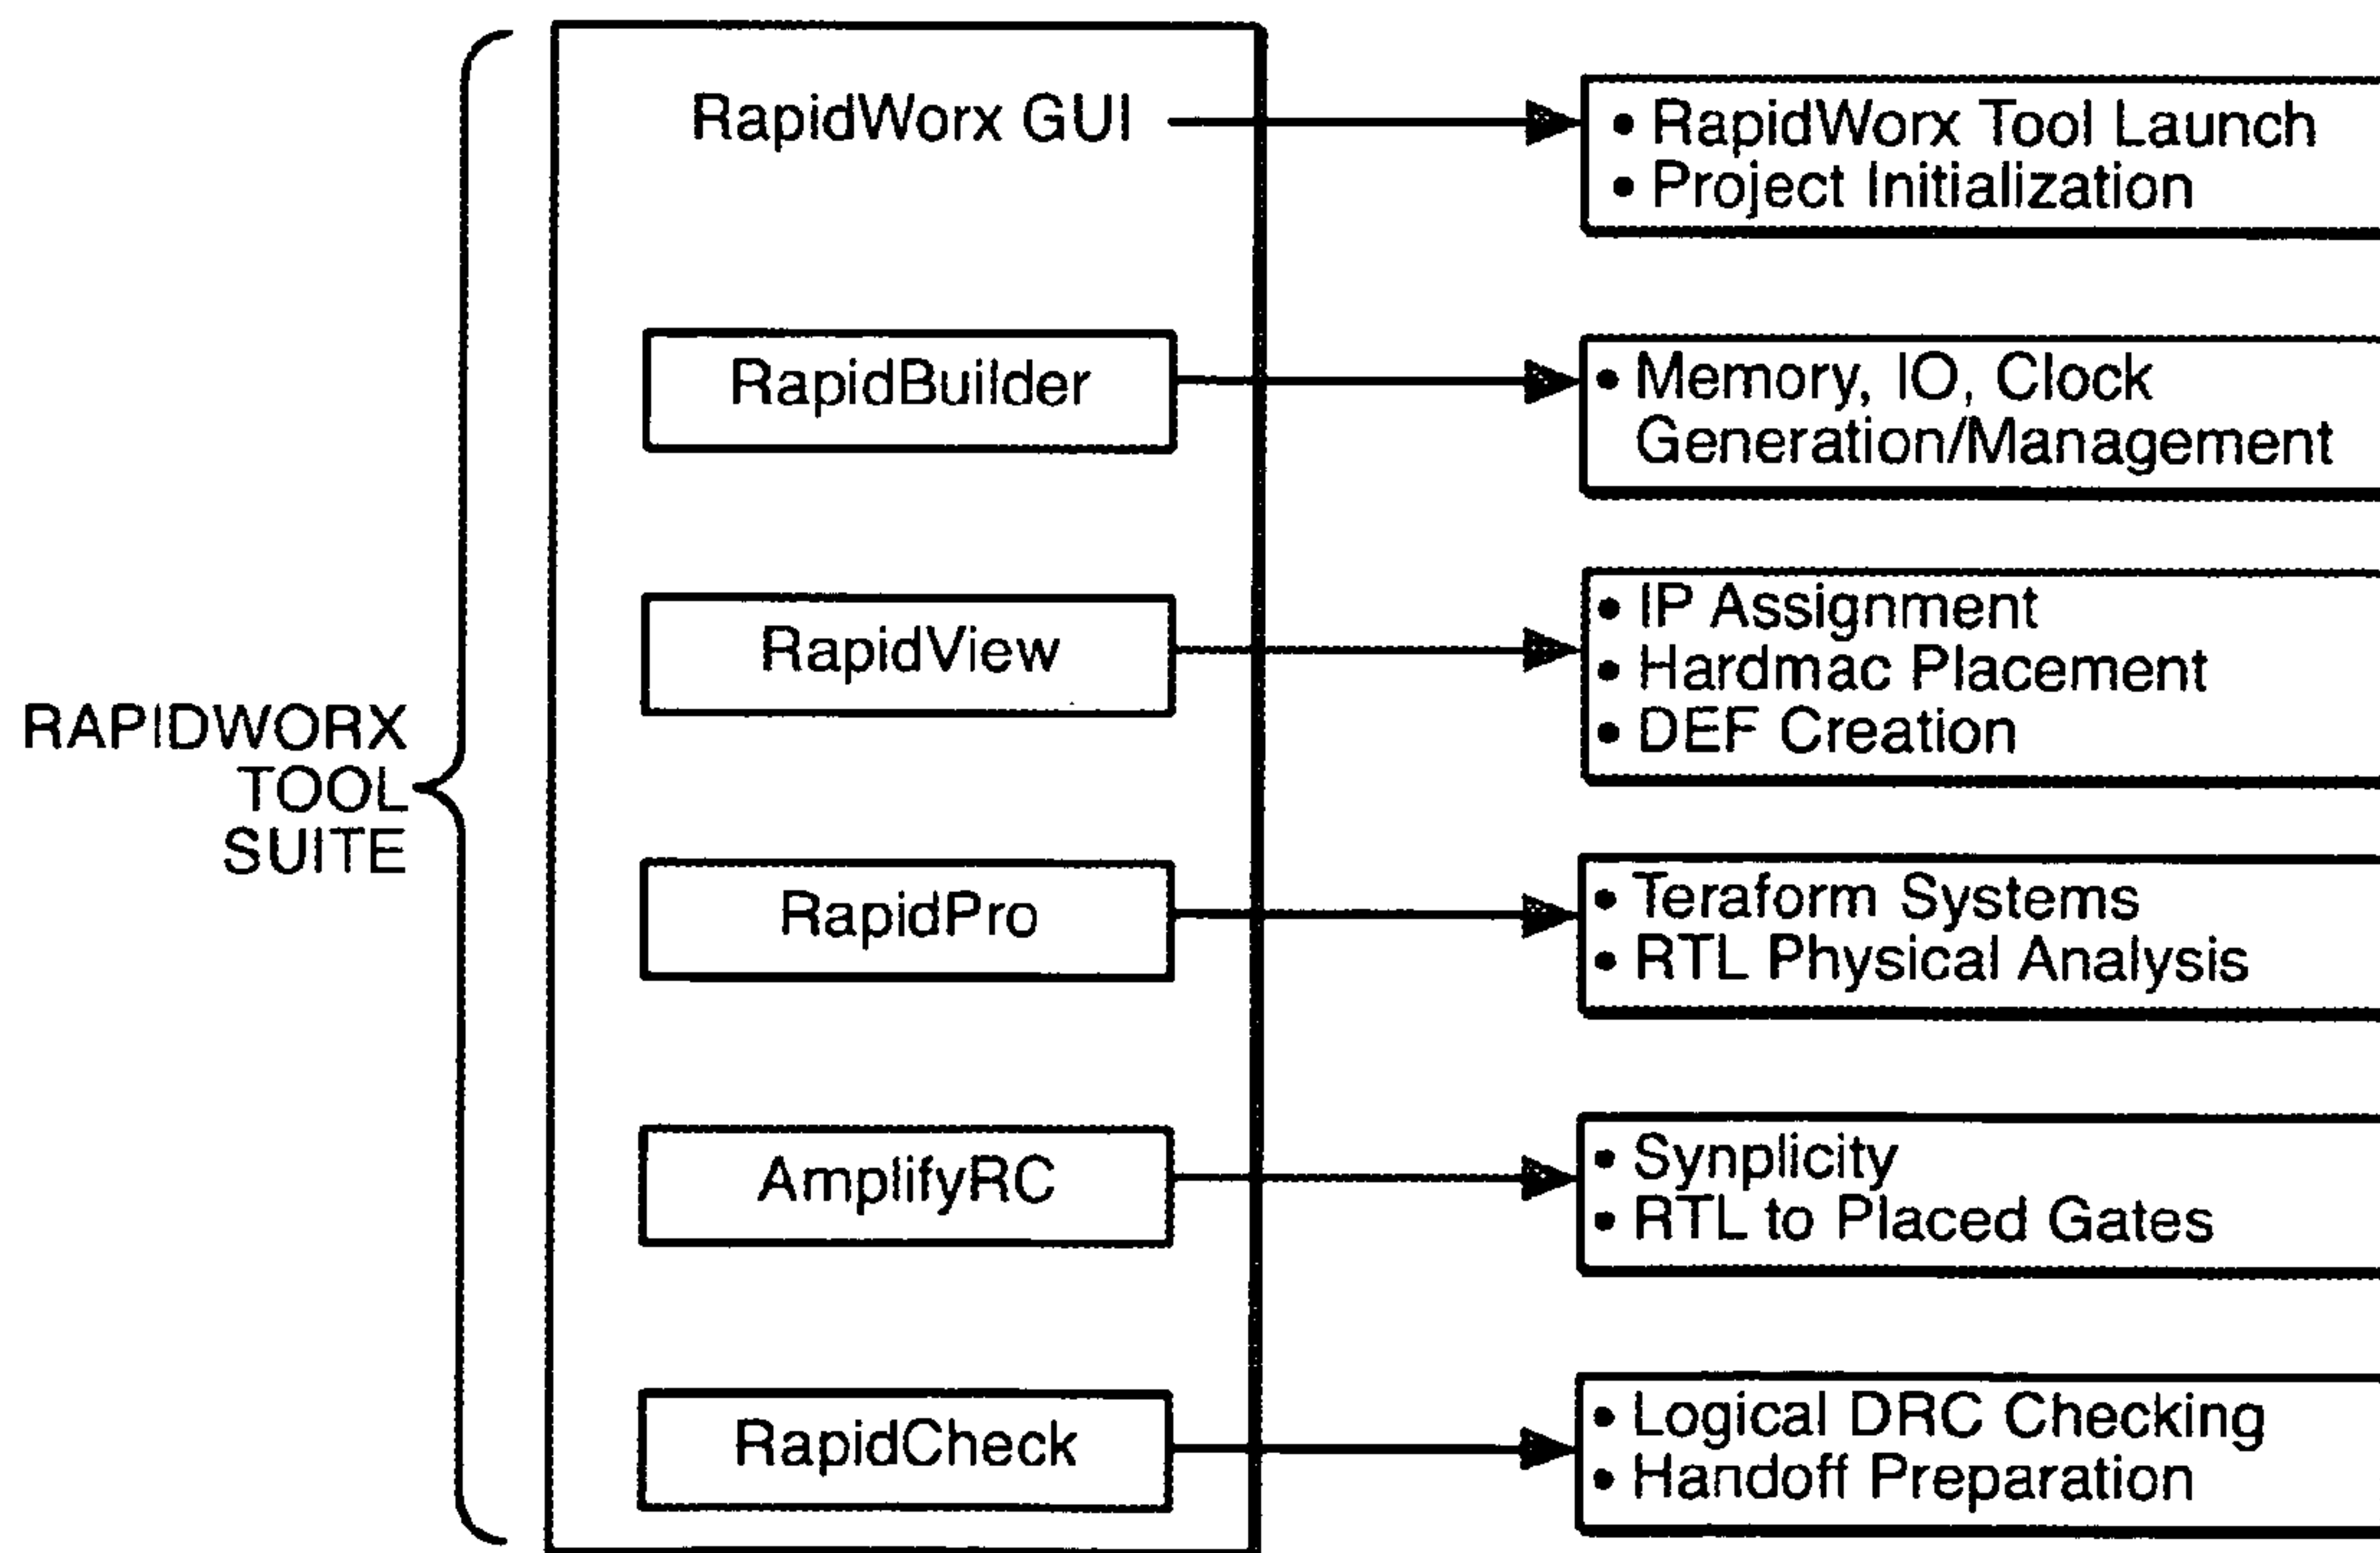 RapidWorx GUI
• RapidWorx Tool Launch
• Project Initialization
RapidBuilder
• Memory, IO, Clock
Generation/Management
RapidView
• IP Assignment
• Hardmac Placement
• DEF Creation
RAPIDWORX
TOOL
SUITE
RapidPro
• Teraform Systems
• RTL Physical Analysis
AmplifyRC
• Synplicity
• RTL to Placed Gates
RapidCheck
• Logical DRC Checking
• Handoff Preparation